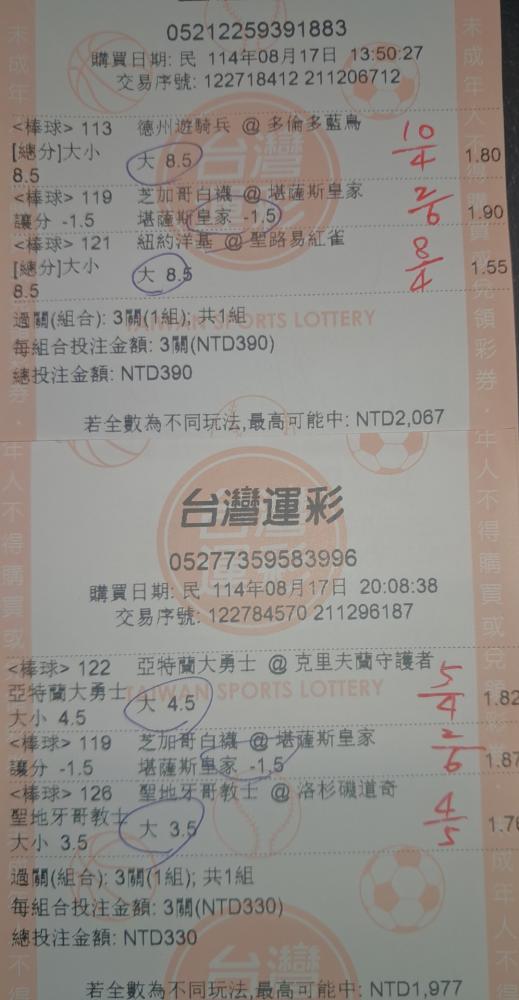 05212259391883
購買日期: 民 114年08月17日 13:50:27
交易序號: 122718412 211206712
<棒球> 113 德州遊騎兵 @ 多倫多藍鳥
[總分]大小 大 8.5 10/4 1.80
8.5
<棒球> 119 芝加哥白襪 @ 堪薩斯皇家 2/6
讓分 -1.5 堪薩斯皇家 -1.5 1.90
<棒球> 121 紐約洋基 @ 聖路易紅雀 8/4
[總分]大小 大 8.5 1.55
8.5
過關(組合): 3關(1組); 共1組
TAIWAN SPORTS LOTTERY
每組合投注金額: 3關(NTD390)
總投注金額: NTD390
若全數為不同玩法,最高可能中: NTD2,067
台灣運彩
05277359583996
購買日期: 民 114年08月17日 20:08:38
交易序號: 122784570 211296187
<棒球> 122 亞特蘭大勇士 @ 克里夫蘭守護者
亞特蘭大勇士 大 4.5 5/4 1.82
TAIWAN SPORTS LOTTERY
大小 4.5
<棒球> 119 芝加哥白襪 @ 堪薩斯皇家 2/6
讓分 -1.5 堪薩斯皇家 -1.5 1.87
<棒球> 126 聖地牙哥教士 @ 洛杉磯道奇
聖地牙哥教士 大 3.5 4/5
大小 3.5
過關(組合): 3關(1組); 共1組
每組合投注金額: 3關(NTD330)
總投注金額: NTD330
台灣
若全數為不同玩法,最高可能中: NTD1,977